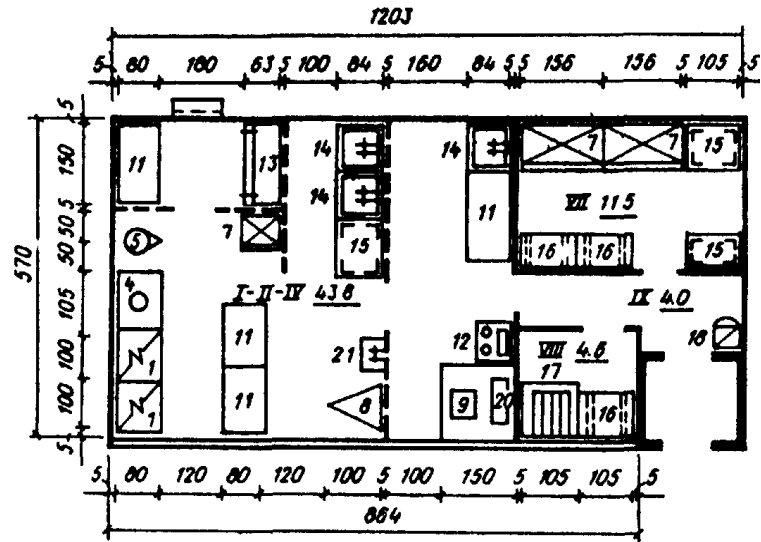 1203
5 80 180 63 5 100 84 5 160 84 5 5 156 156 5 105 5
570
5 150 5 50 50 105 100 100 5
11 13 14 14 7 7 15
14 11
7 15 VII 11.5
5 16 16 15
4 I-II-IV 43.8 IX 4.0
11 21 12 VIII 4.6 18
1 17
1 11 8 9 20 16
5 80 120 80 120 100 5 100 150 5 105 105 5
864